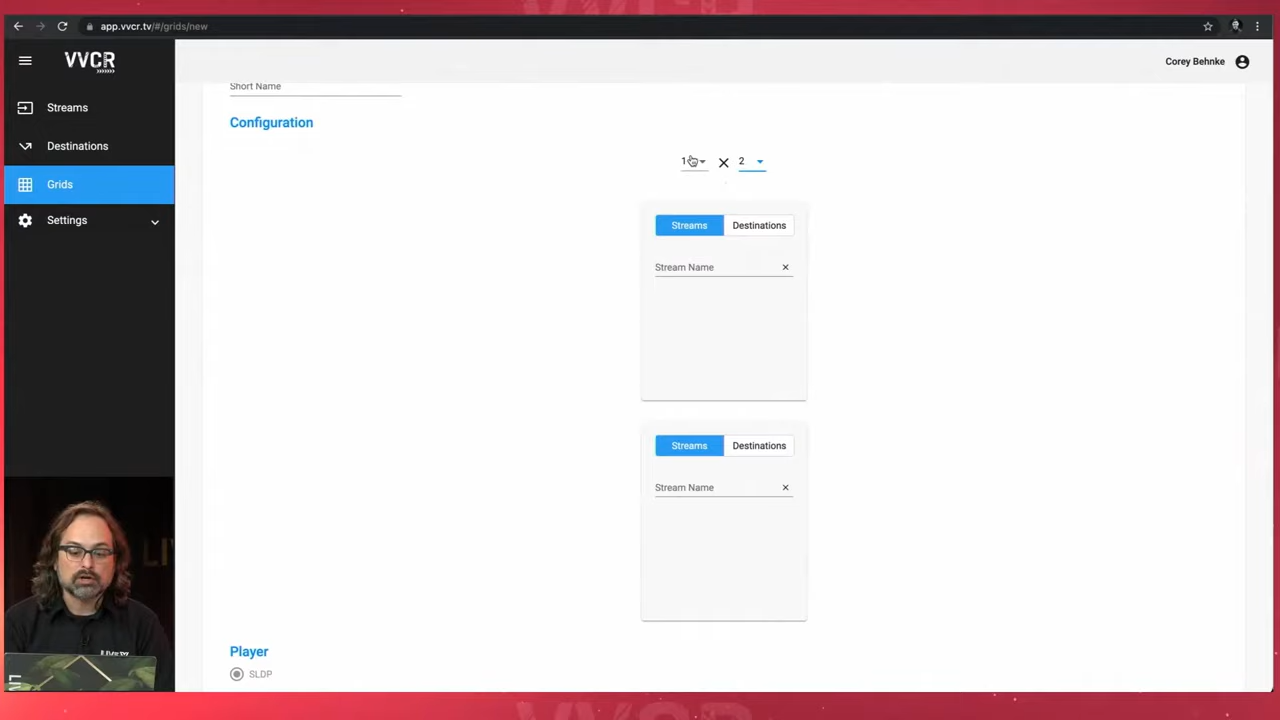 app.vvcr.tv/#/grids/new
VVCR
Corey Behnke
Streams
Destinations
Grids
Settings
Short Name
Configuration
1
2
Streams Destinations
Stream Name
Streams Destinations
Stream Name
Player
SLDP